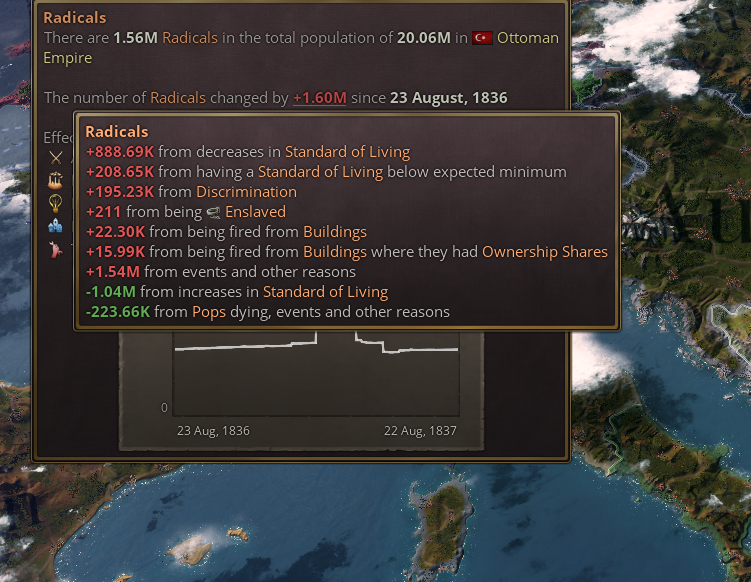 Radicals
There are 1.56M Radicals in the total population of 20.06M in Ottoman
Empire
The number of Radicals changed by +1.60M since 23 August, 1836
Radicals
+888.69K from decreases in Standard of Living
+208.65K from having a Standard of Living below expected minimum
+195.23K from Discrimination
+211 from being Enslaved
+22.30K from being fired from Buildings
+15.99K from being fired from Buildings where they had Ownership Shares
+1.54M from events and other reasons
-1.04M from increases in Standard of Living
-223.66K from Pops dying, events and other reasons
0
23 Aug, 1836 22 Aug, 1837